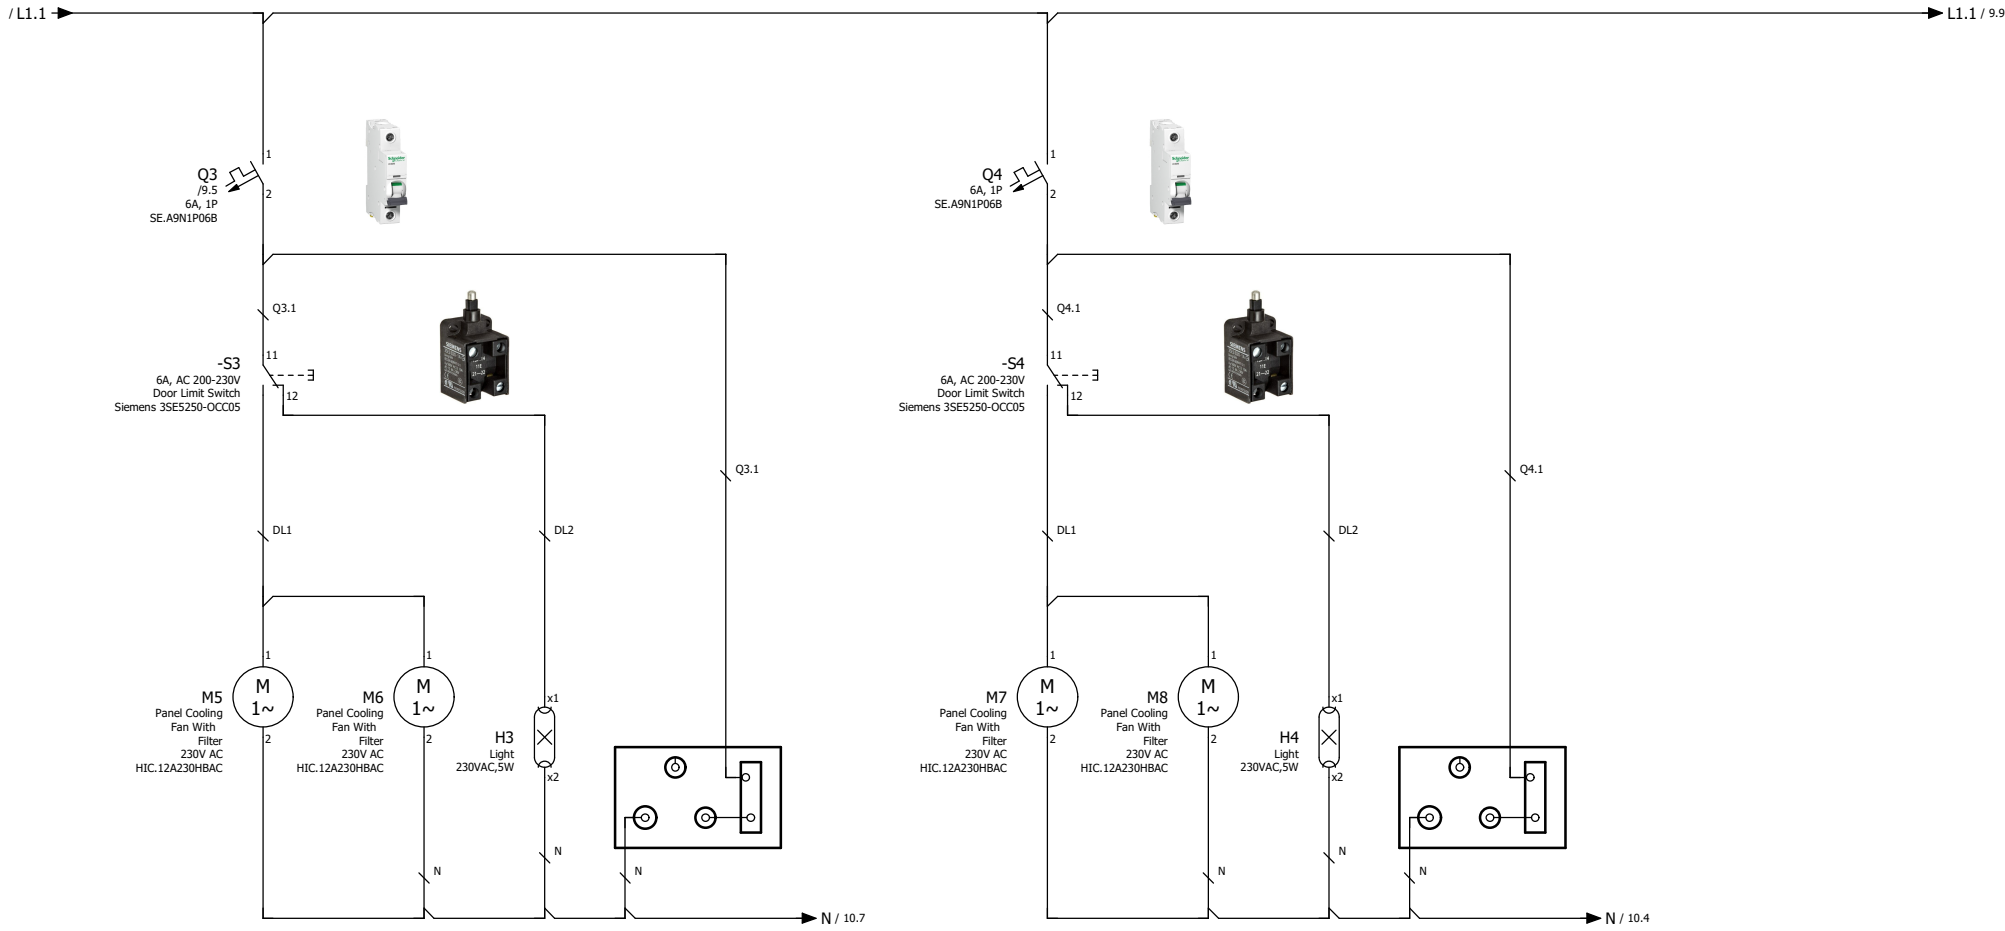 / L1.1
L1.1 / 9.9
1
Q3
/9.5
6A, 1P
SE.A9N1P06B
2
Schneider
1
Q4
6A, 1P
SE.A9N1P06B
2
Schneider
Q3.1
11
-S3
6A, AC 200-230V
Door Limit Switch
Siemens 3SE5250-OCC05
12
SIEMENS
Q4.1
11
-S4
6A, AC 200-230V
Door Limit Switch
Siemens 3SE5250-OCC05
12
SIEMENS
Q3.1
Q4.1
DL1
DL2
DL1
DL2
1
M
1~
2
M5
Panel Cooling
Fan With
Filter
230V AC
HIC.12A230HBAC
1
M
1~
2
M6
Panel Cooling
Fan With
Filter
230V AC
HIC.12A230HBAC
x1
H3
Light
230VAC,5W
x2
1
M
1~
2
M7
Panel Cooling
Fan With
Filter
230V AC
HIC.12A230HBAC
1
M
1~
2
M8
Panel Cooling
Fan With
Filter
230V AC
HIC.12A230HBAC
x1
H4
Light
230VAC,5W
x2
N
N
N
N / 10.7
N
N
N
N / 10.4